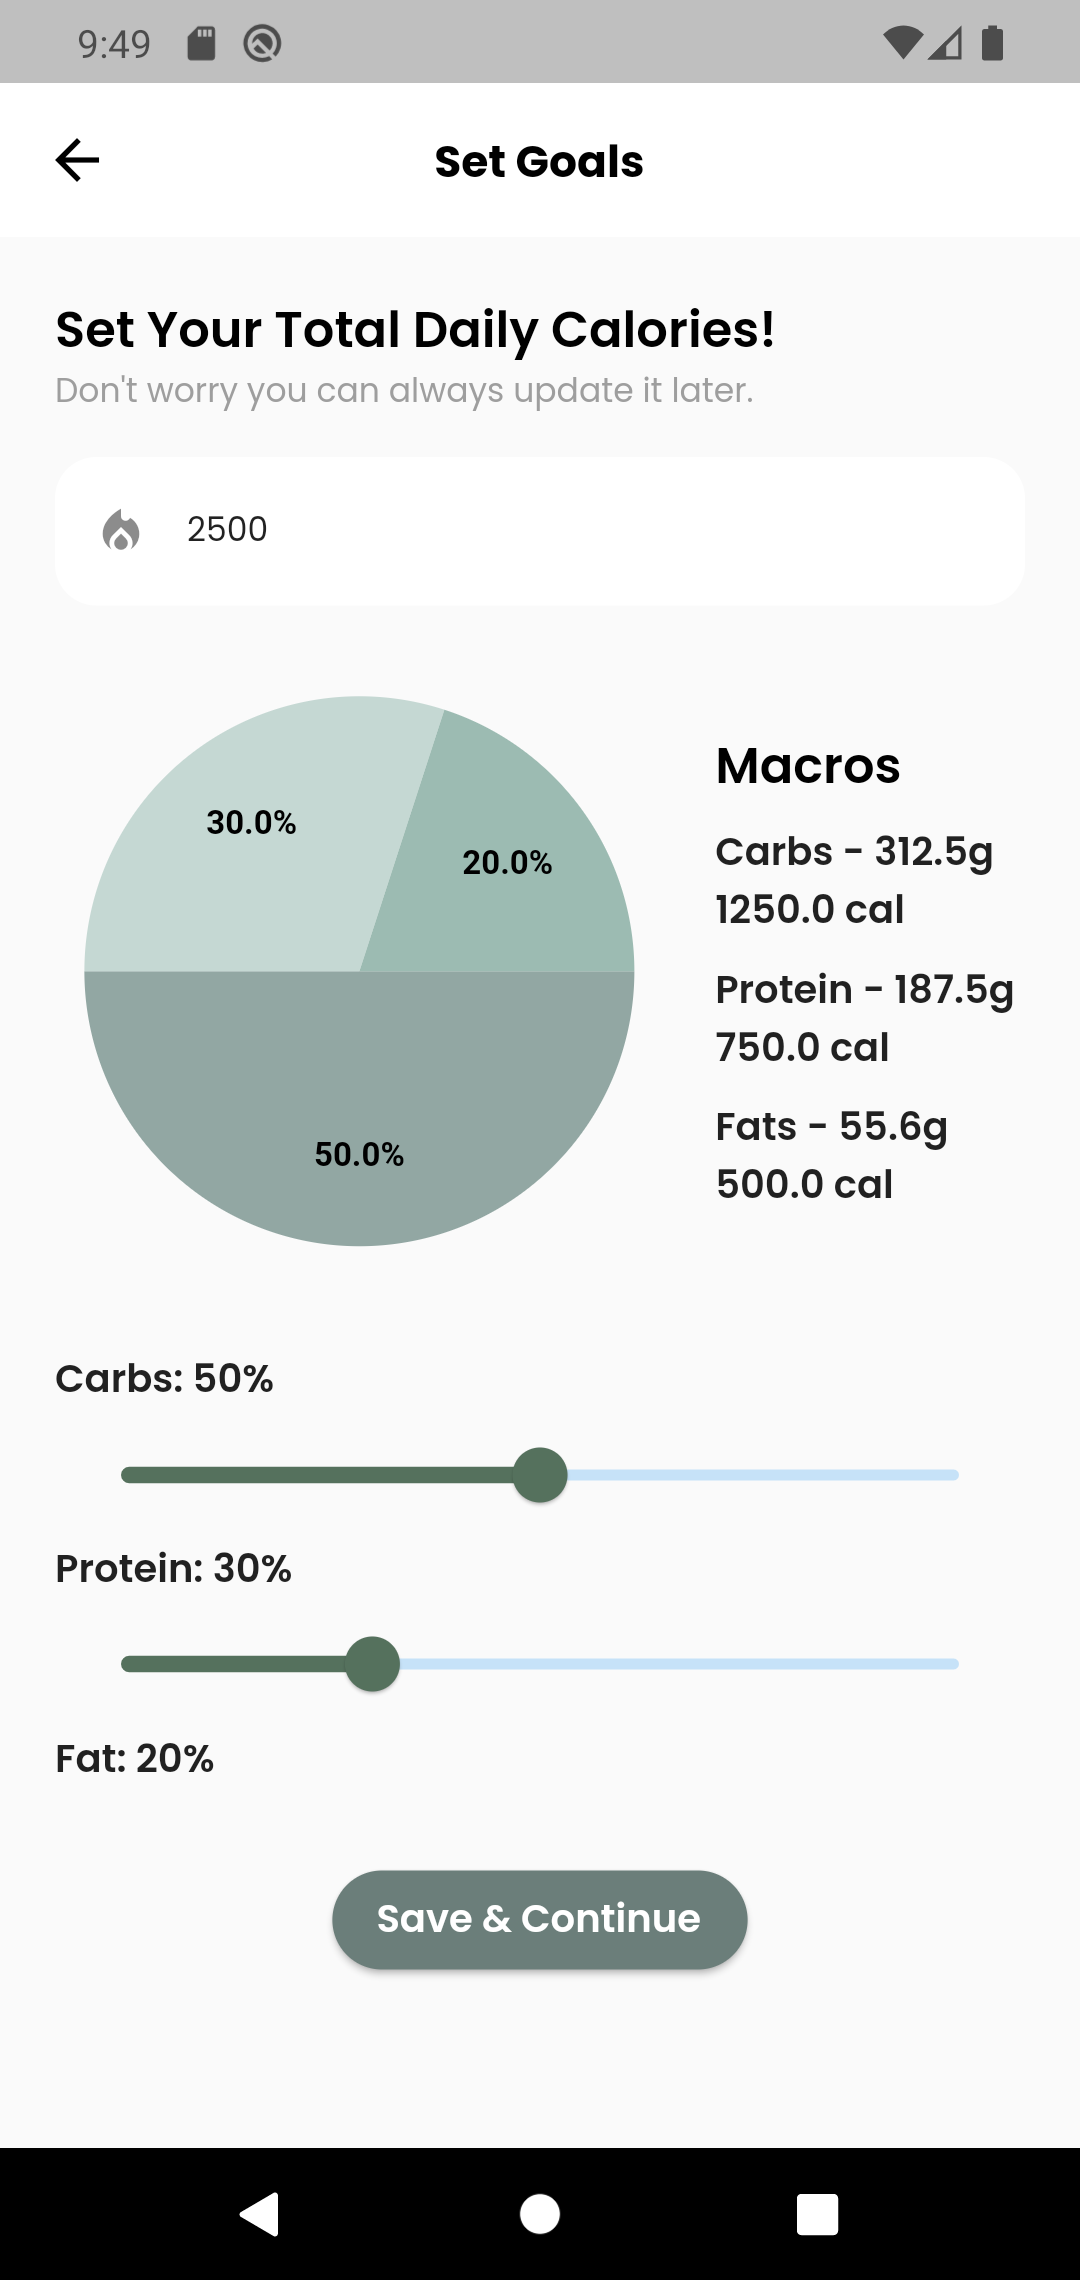 9:49
Set Goals
Set Your Total Daily Calories!
Don't worry you can always update it later.
2500
30.0%
20.0%
50.0%
Macros
Carbs - 312.5g
1250.0 cal
Protein - 187.5g
750.0 cal
Fats - 55.6g
500.0 cal
Carbs: 50%
Protein: 30%
Fat: 20%
Save & Continue